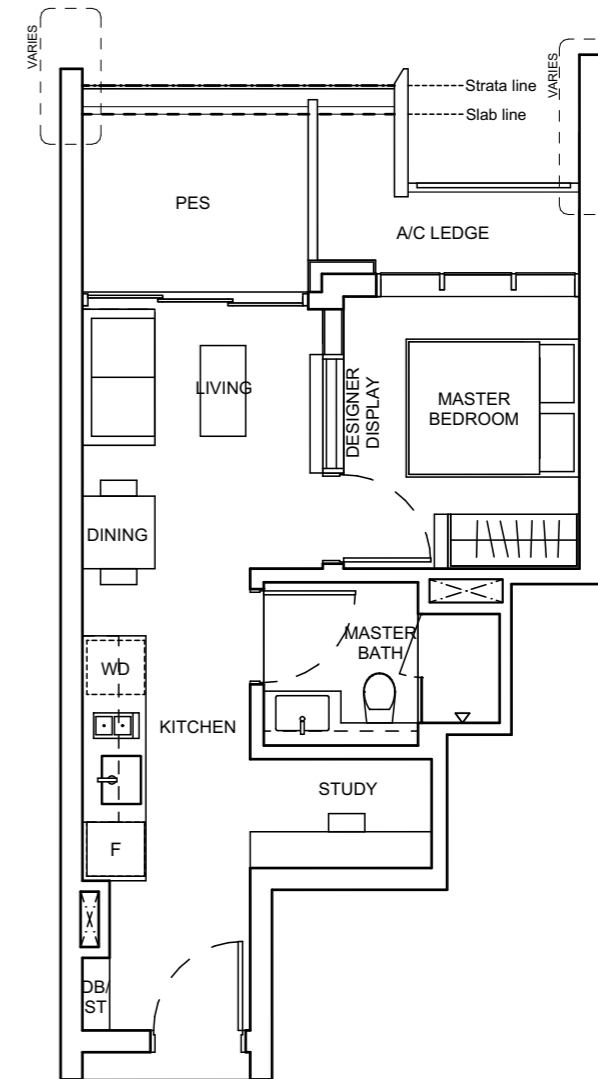 VARIES
VARIES
Strata line
Slab line
PES
A/C LEDGE
LIVING
DESIGNER
DISPLAY
MASTER
BEDROOM
DINING
MASTER
BATH
WD
KITCHEN
STUDY
F
DB/
ST